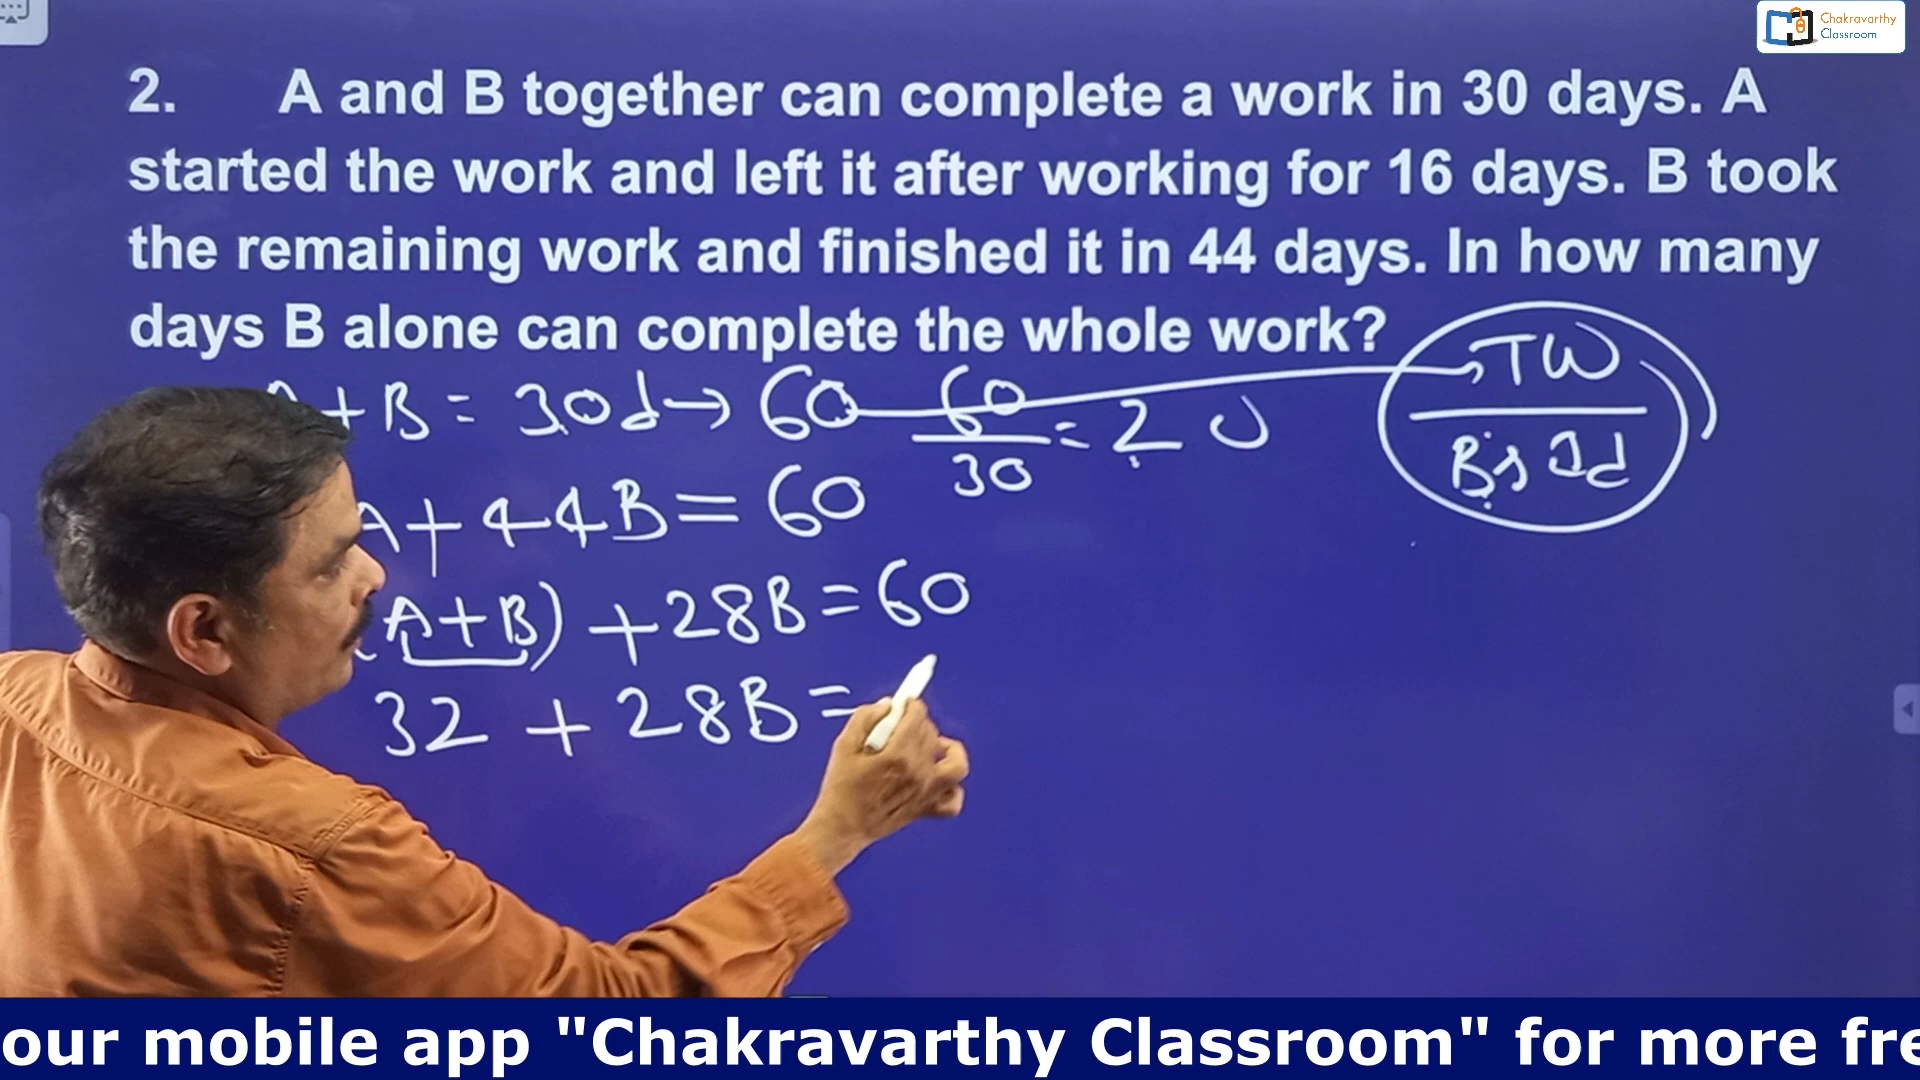 Chakravarthy
Classroom
2. A and B together can complete a work in 30 days. A
started the work and left it after working for 16 days. B took
the remaining work and finished it in 44 days. In how many
days B alone can complete the whole work?
A+B = 30d→ 60 60/30 = 2 U
TW
B's 1d
A+44B = 60
(A+B) +28B=60
32 + 28B =
our mobile app "Chakravarthy Classroom" for more fre